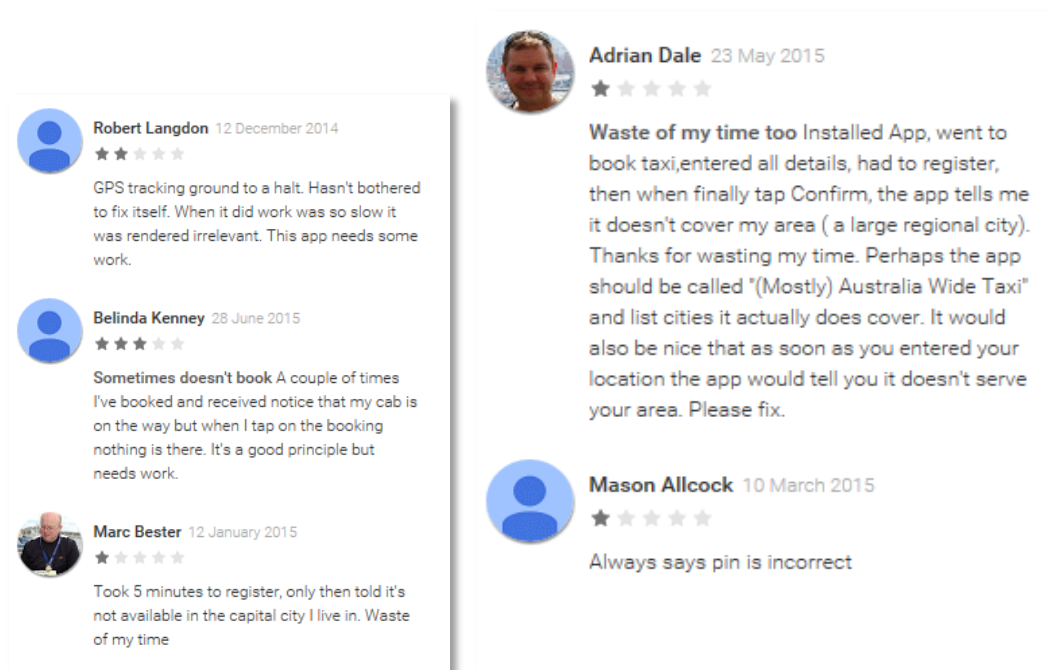 Robert Langdon 12 December 2014
GPS tracking ground to a halt. Hasn't bothered
to fix itself. When it did work was so slow it
was rendered irrelevant. This app needs some
work.
Belinda Kenney 28 June 2015
Sometimes doesn't book A couple of times
I've booked and received notice that my cab is
on the way but when I tap on the booking
nothing is there. It's a good principle but
needs work.
Marc Bester 12 January 2015
Took 5 minutes to register, only then told it's
not available in the capital city I live in. Waste
of my time
Adrian Dale 23 May 2015
Waste of my time too Installed App, went to
book taxi,entered all details, had to register,
then when finally tap Confirm, the app tells me
it doesn't cover my area ( a large regional city).
Thanks for wasting my time. Perhaps the app
should be called "(Mostly) Australia Wide Taxi"
and list cities it actually does cover. It would
also be nice that as soon as you entered your
location the app would tell you it doesn't serve
your area. Please fix.
Mason Allcock 10 March 2015
Always says pin is incorrect